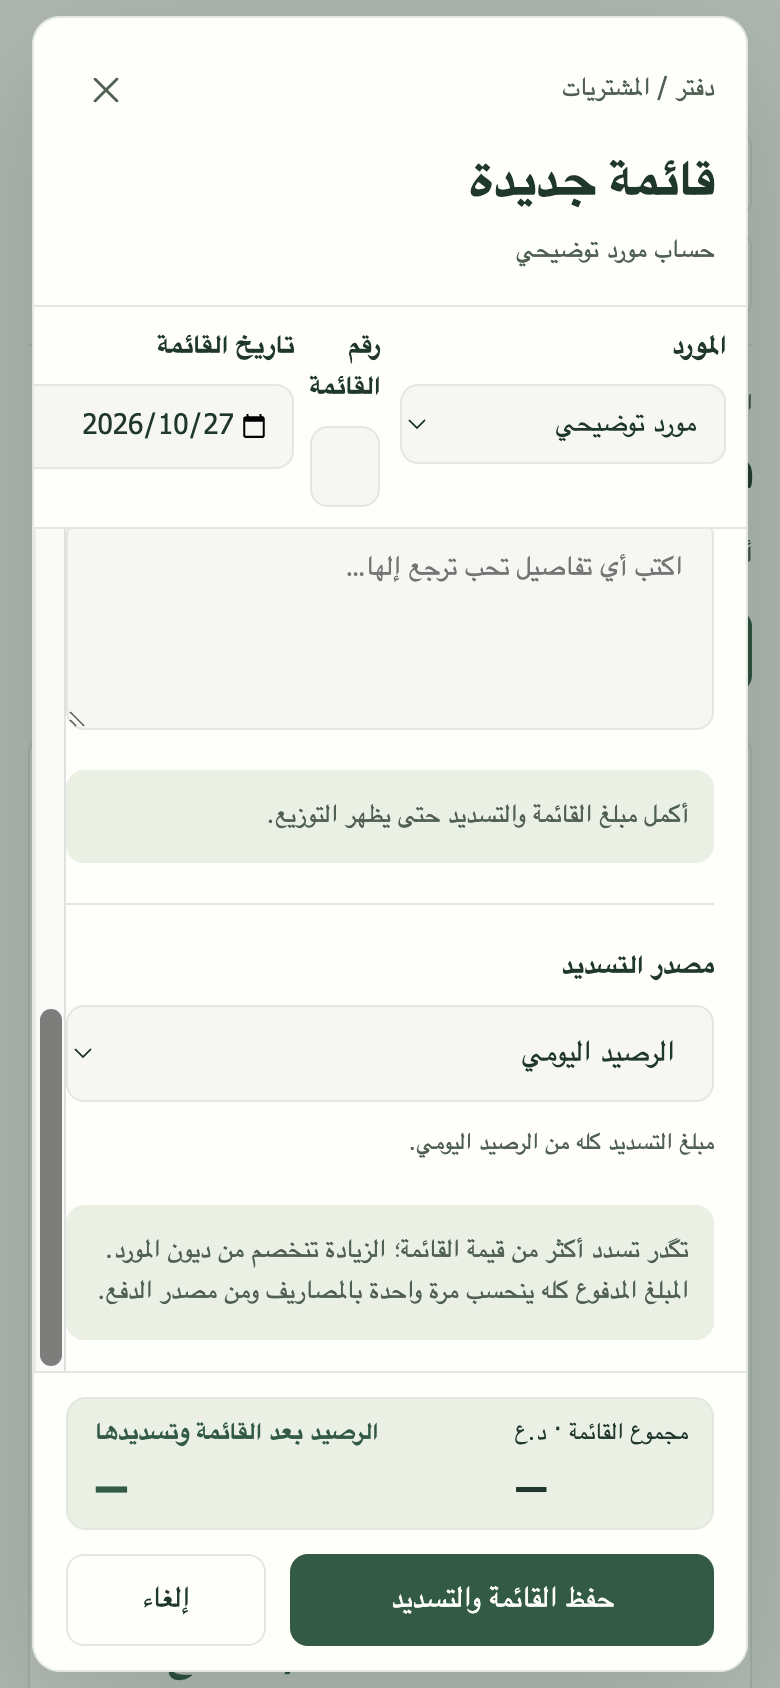 دفتر / المشتريات
قائمة جديدة
حساب مورد توضيحي
المورد
رقم
القائمة
تاريخ القائمة
مورد توضيحي
2026/10/27
اكتب أي تفاصيل تحب ترجع إلها...
أكمل مبلغ القائمة والتسديد حتى يظهر التوزيع.
مصدر التسديد
الرصيد اليومي
مبلغ التسديد كله من الرصيد اليومي.
تگدر تسدد أكثر من قيمة القائمة؛ الزيادة تنخصم من ديون المورد.
المبلغ المدفوع كله ينحسب مرة واحدة بالمصاريف ومن مصدر الدفع.
مجموع القائمة · د.ع
—
الرصيد بعد القائمة وتسديدها
—
حفظ القائمة والتسديد
إلغاء